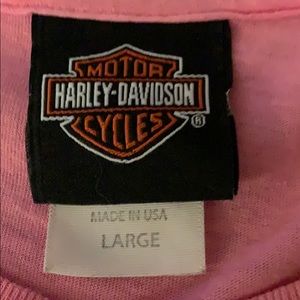 MOTOR
HARLEY-DAVIDSON
CYCLES ®
MADE IN USA
LARGE